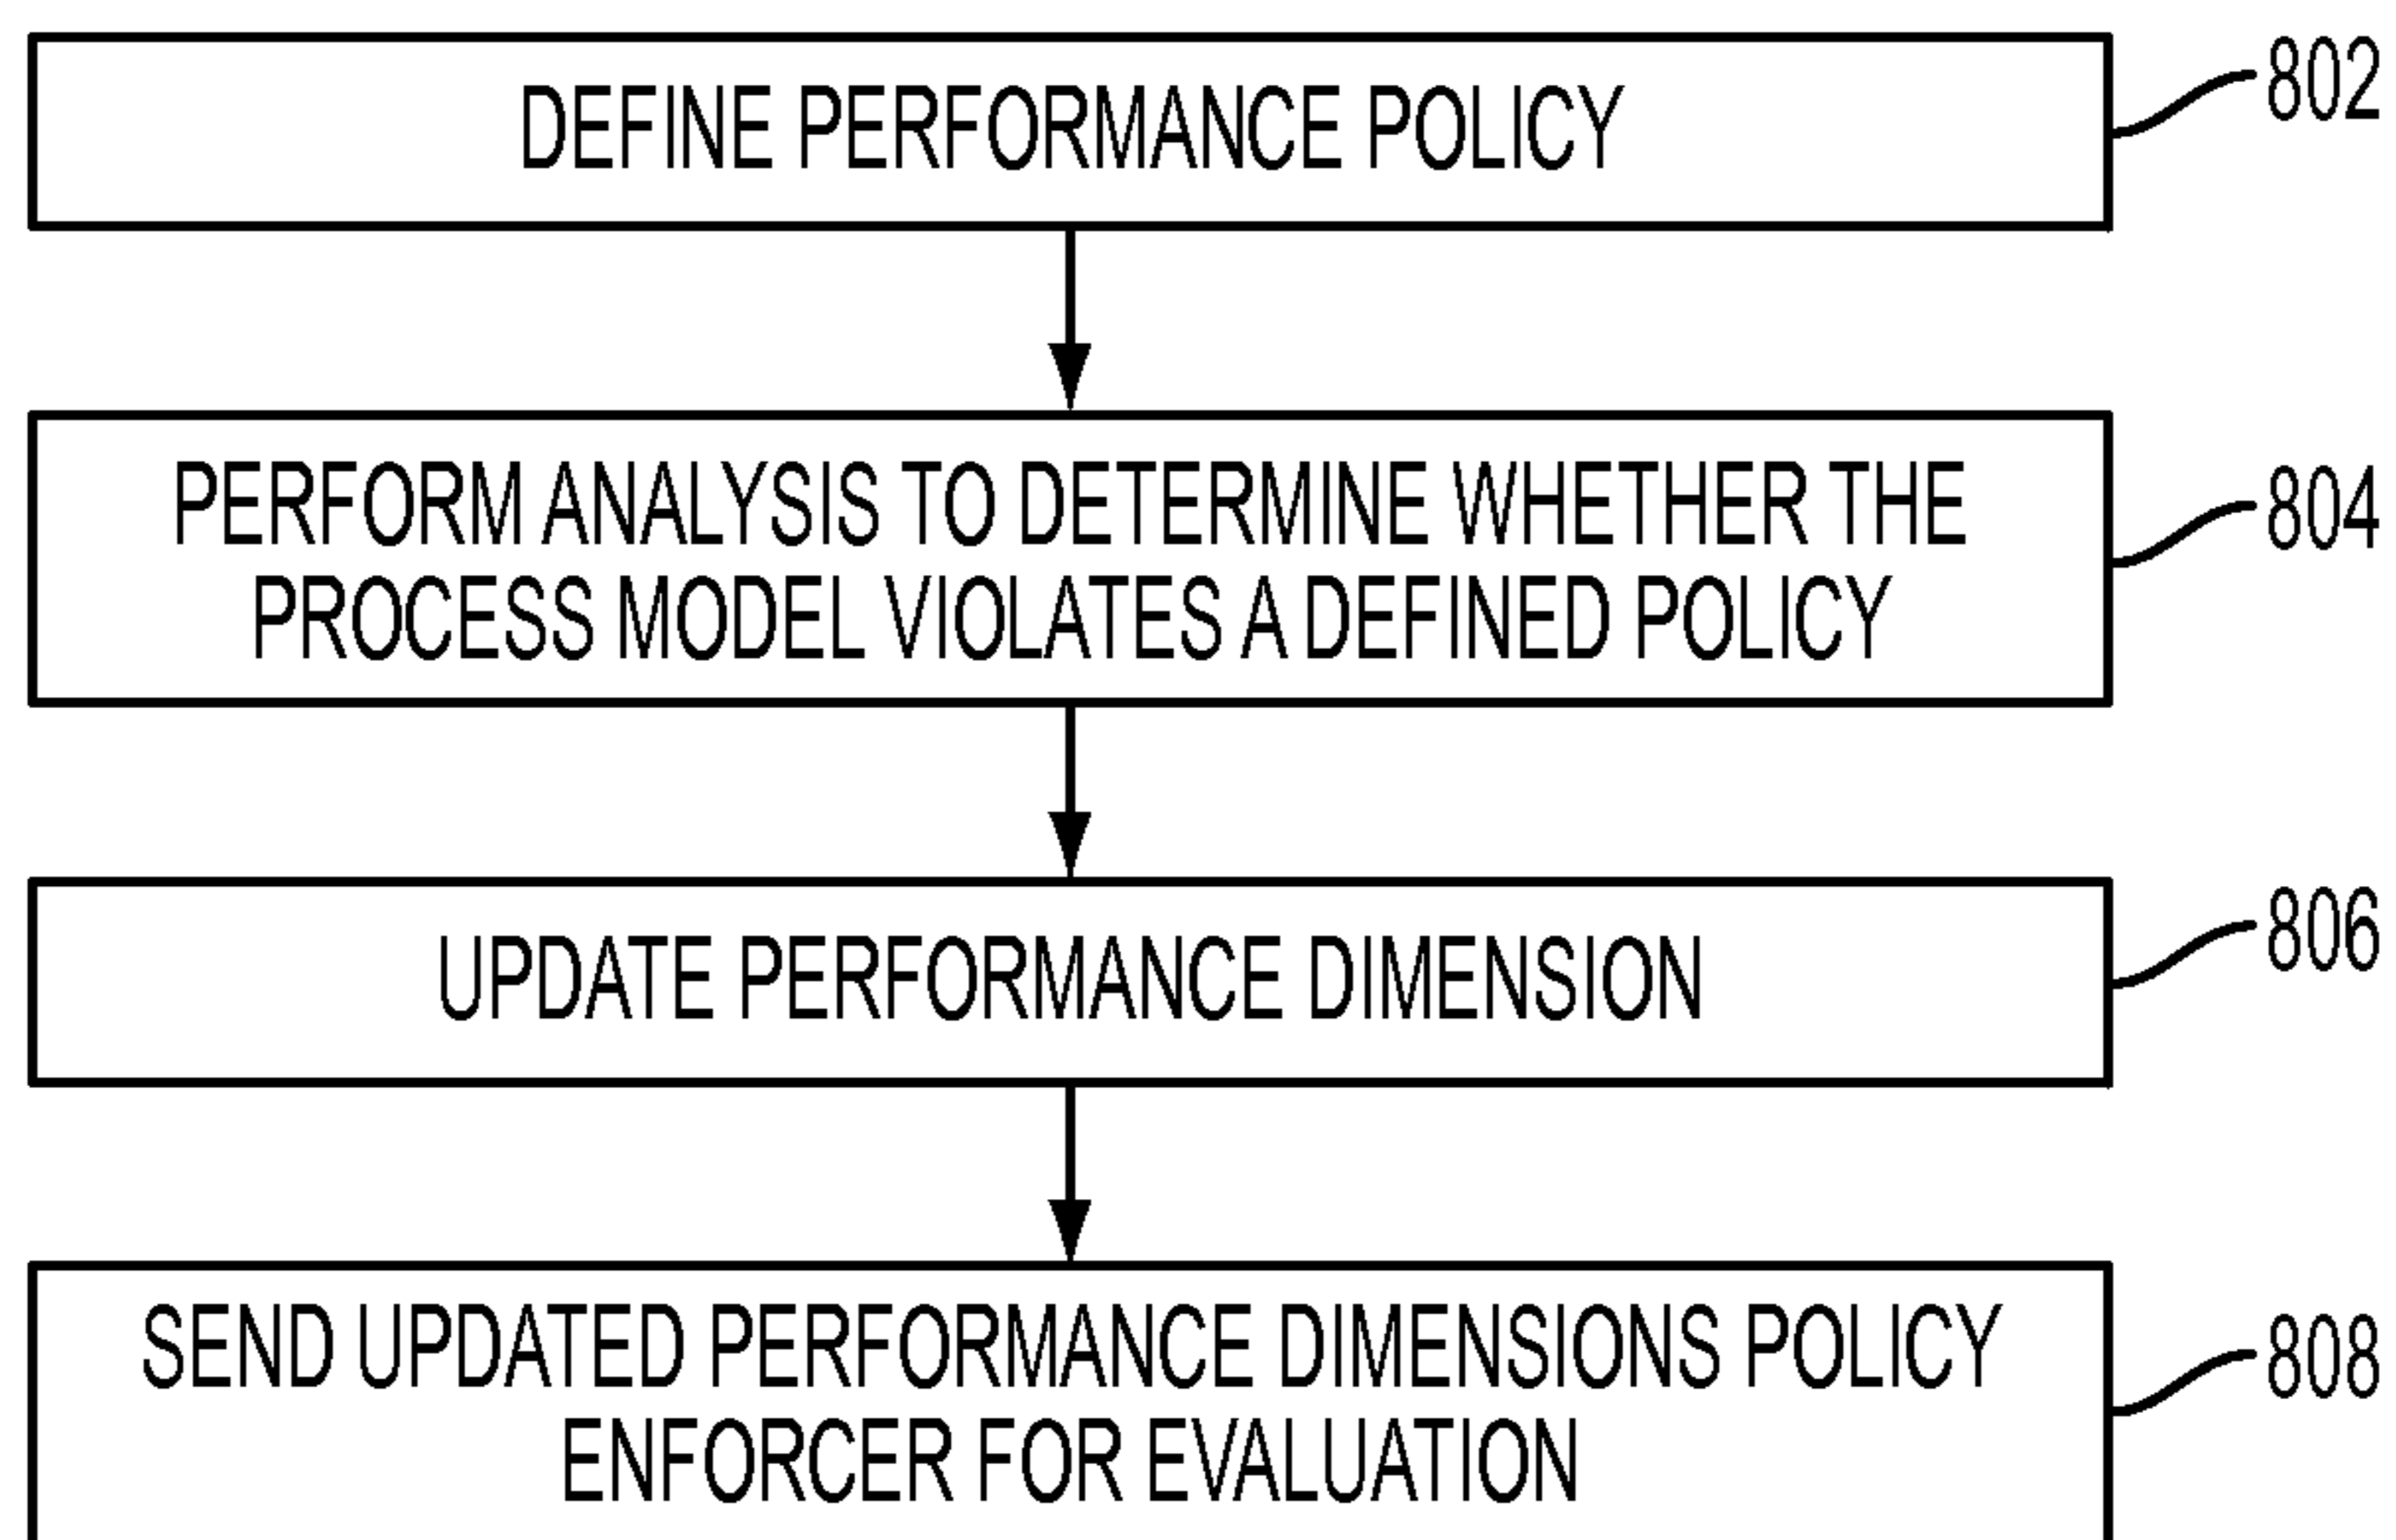 DEFINE PERFORMANCE POLICY
802
PERFORM ANALYSIS TO DETERMINE WHETHER THE
PROCESS MODEL VIOLATES A DEFINED POLICY
804
UPDATE PERFORMANCE DIMENSION
806
SEND UPDATED PERFORMANCE DIMENSIONS POLICY
ENFORCER FOR EVALUATION
808